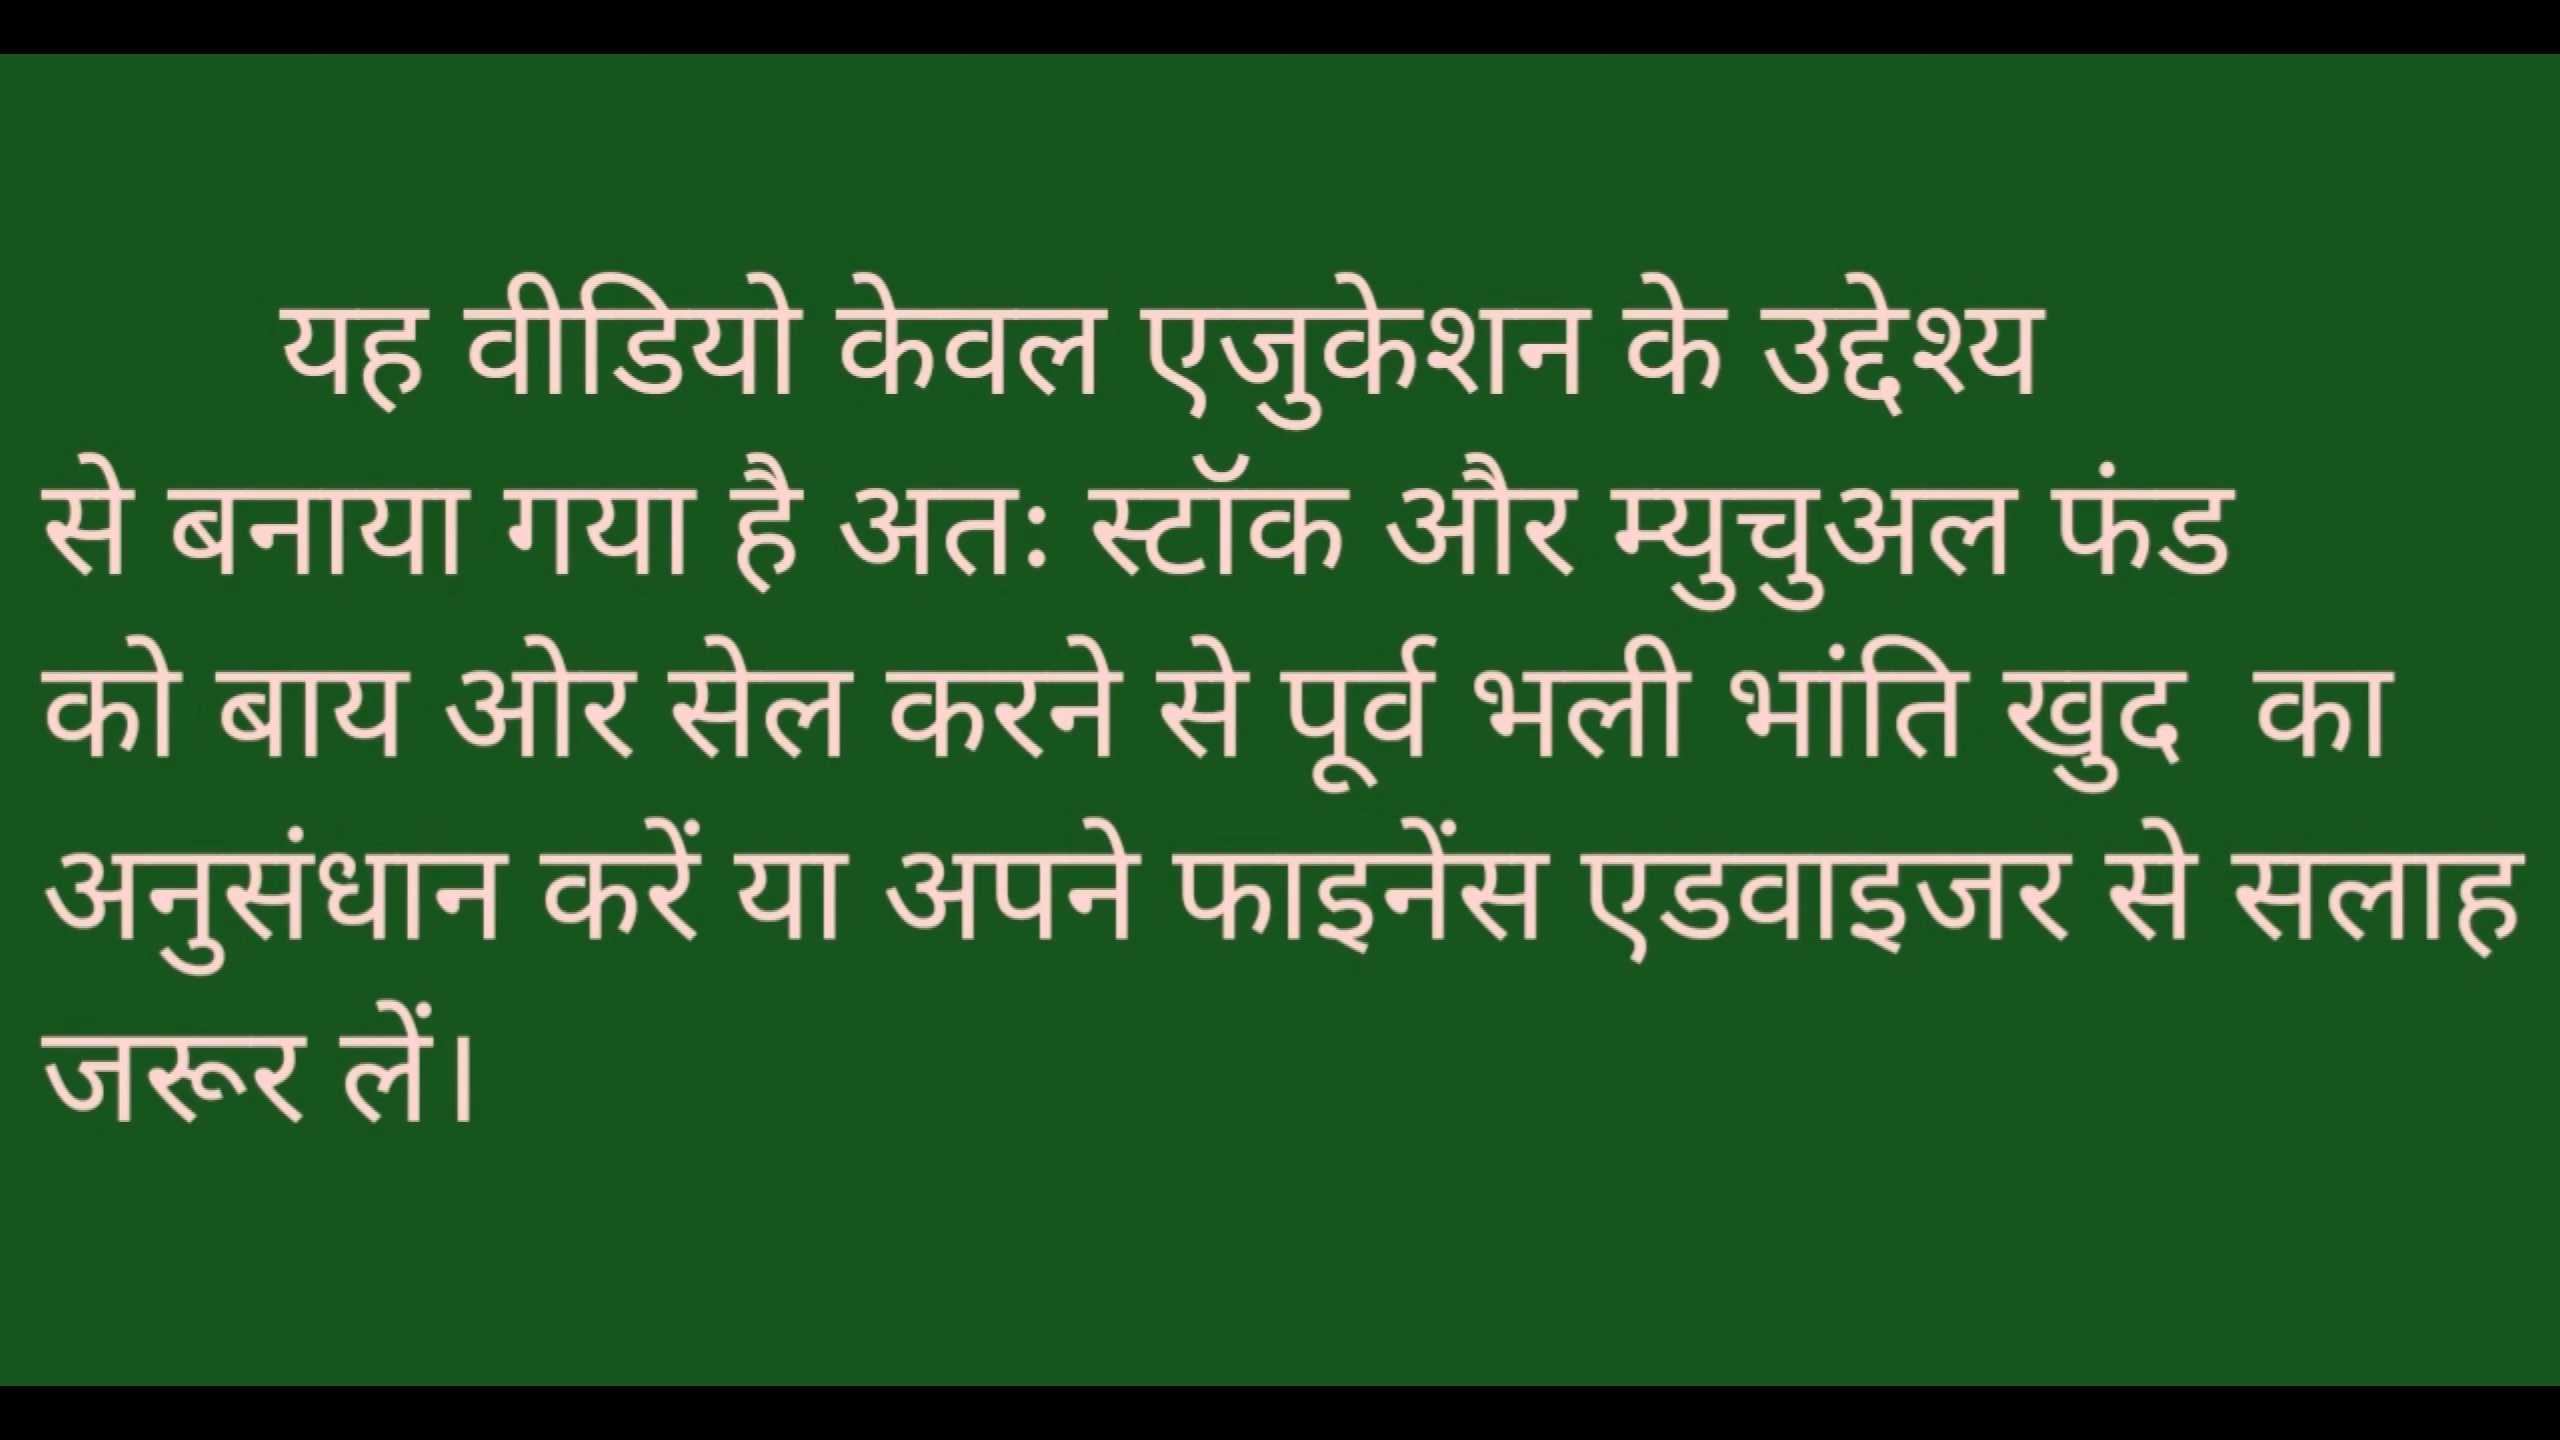 यह वीडियो केवल एजुकेशन के उद्देश्य
से बनाया गया है अतः स्टॉक और म्युचुअल फंड
को बाय ओर सेल करने से पूर्व भली भांति खुद का
अनुसंधान करें या अपने फाइनेंस एडवाइजर से सलाह
जरूर लें।